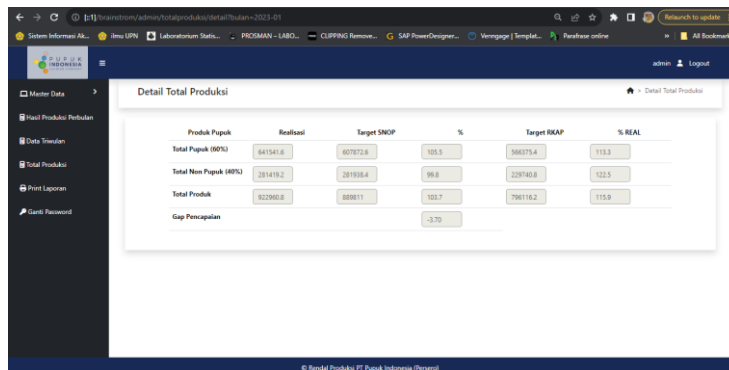 [::1]/brainstrom/admin/totalproduksi/detail?bulan=2023-01
Relaunch to update
Sistem Informasi Ak... ilmu UPN Laboratorium Statis... PROSMAN – LABO... CLIPPING Remove... SAP PowerDesigner... Venngage | Templat... Parafrase online » All Bookmark
PUPUK INDONESIA admin Logout
Master Data
Hasil Produksi Perbulan
Data Triwulan
Total Produksi
Print Laporan
Ganti Password
Detail Total Produksi
> Detail Total Produksi
Produk Pupuk Realisasi Target SNOP % Target RKAP % REAL
Total Pupuk (60%) 641541.6 607872.6 105.5 566375.4 113.3
Total Non Pupuk (40%) 281419.2 281938.4 99.8 229740.8 122.5
Total Produk 922960.8 889811 103.7 796116.2 115.9
Gap Pencapaian -3.70
© Rendal Produksi PT Pupuk Indonesia (Persero)